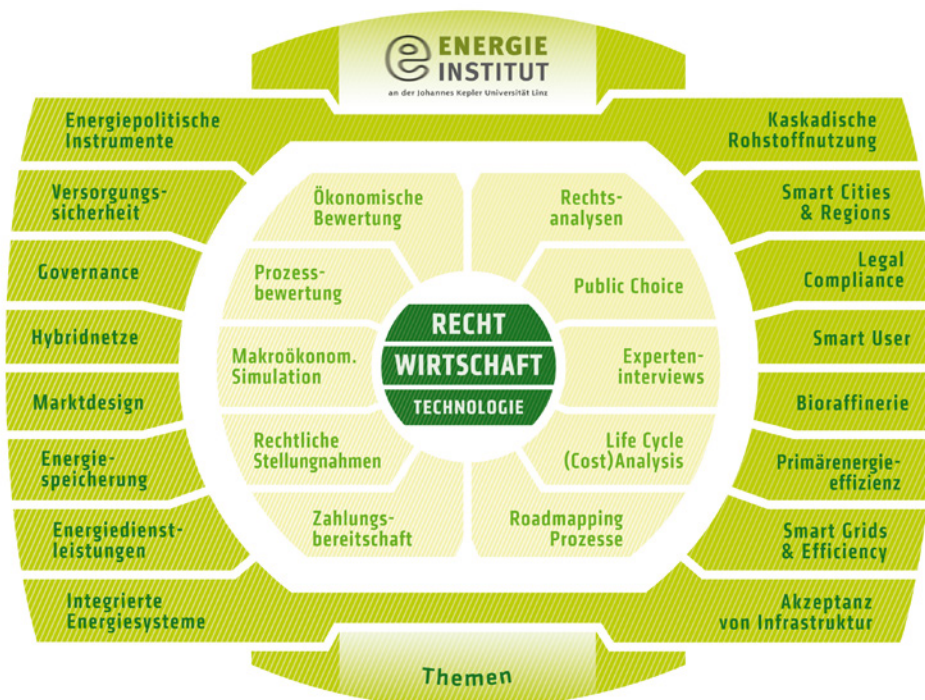 ENERGIE
INSTITUT
an der Johannes Kepler Universität Linz
Energiepolitische
Instrumente
Versorgungs-
sicherheit
Governance
Hybridnetze
Marktdesign
Energie-
speicherung
Energiedienst-
leistungen
Integrierte
Energiesysteme
Ökonomische
Bewertung
Prozess-
bewertung
Makroökonom.
Simulation
Rechtliche
Stellungnahmen
Zahlungs-
bereitschaft
RECHT
WIRTSCHAFT
TECHNOLOGIE
Rechts-
analysen
Public Choice
Experten-
interviews
Life Cycle
(Cost)Analysis
Roadmapping
Prozesse
Kaskadische
Rohstoffnutzung
Smart Cities
& Regions
Legal
Compliance
Smart User
Bioraffinerie
Primärenergie-
effizienz
Smart Grids
& Efficiency
Akzeptanz
von Infrastruktur
Themen